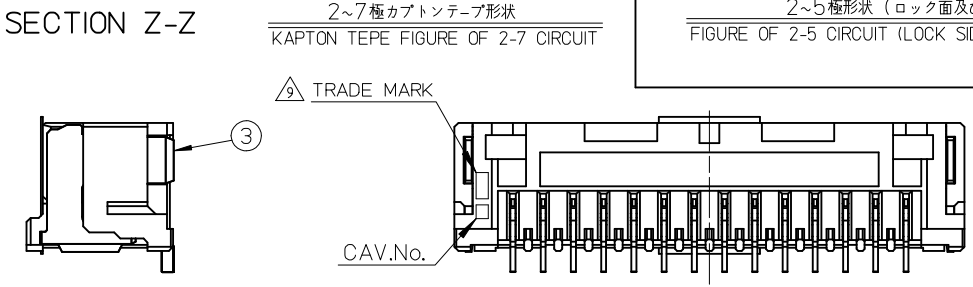 SECTION Z-Z
2~7極カプトンテープ形状
KAPTON TEPE FIGURE OF 2-7 CIRCUIT
2~5極形状 (ロック面及び
FIGURE OF 2-5 CIRCUIT (LOCK SID
9 TRADE MARK
3
CAV.No.